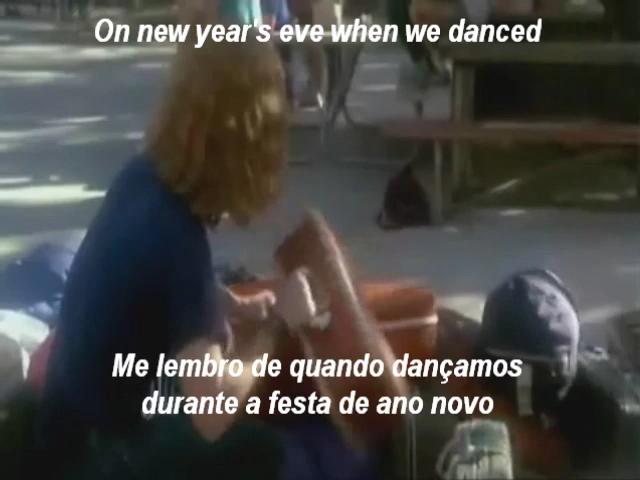 On new year's eve when we danced
Me lembro de quando dançamos
durante a festa de ano novo